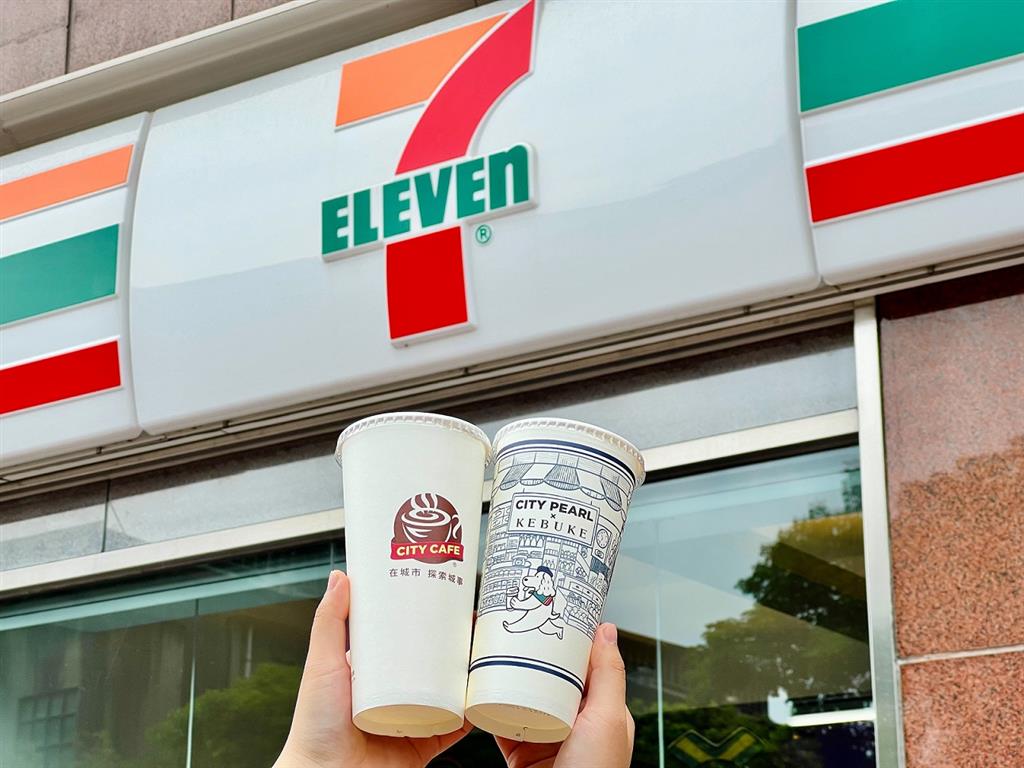 7
ELEVEn
®
CITY CAFE
®
在城市 探索城事
CITY PEARL
×
KEBUKE